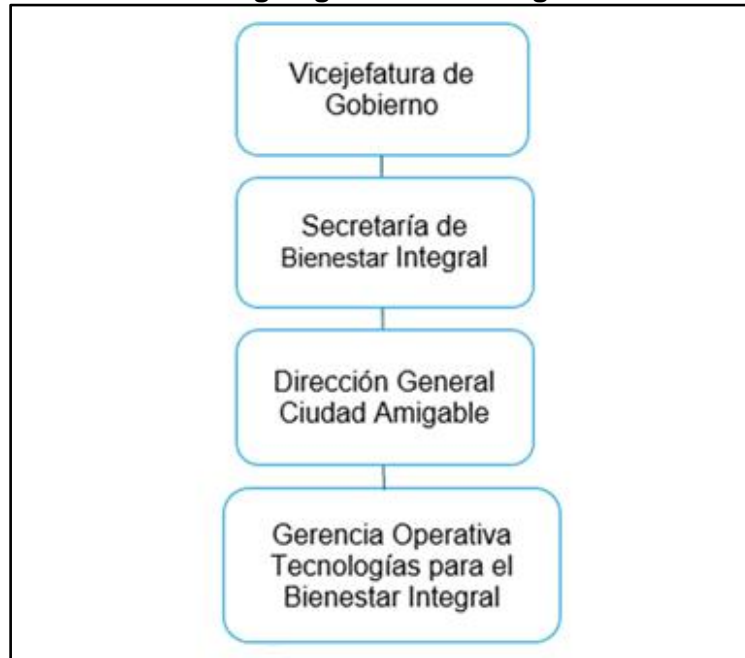 Vicejefatura de
Gobierno
Secretaría de
Bienestar Integral
Dirección General
Ciudad Amigable
Gerencia Operativa
Tecnologías para el
Bienestar Integral